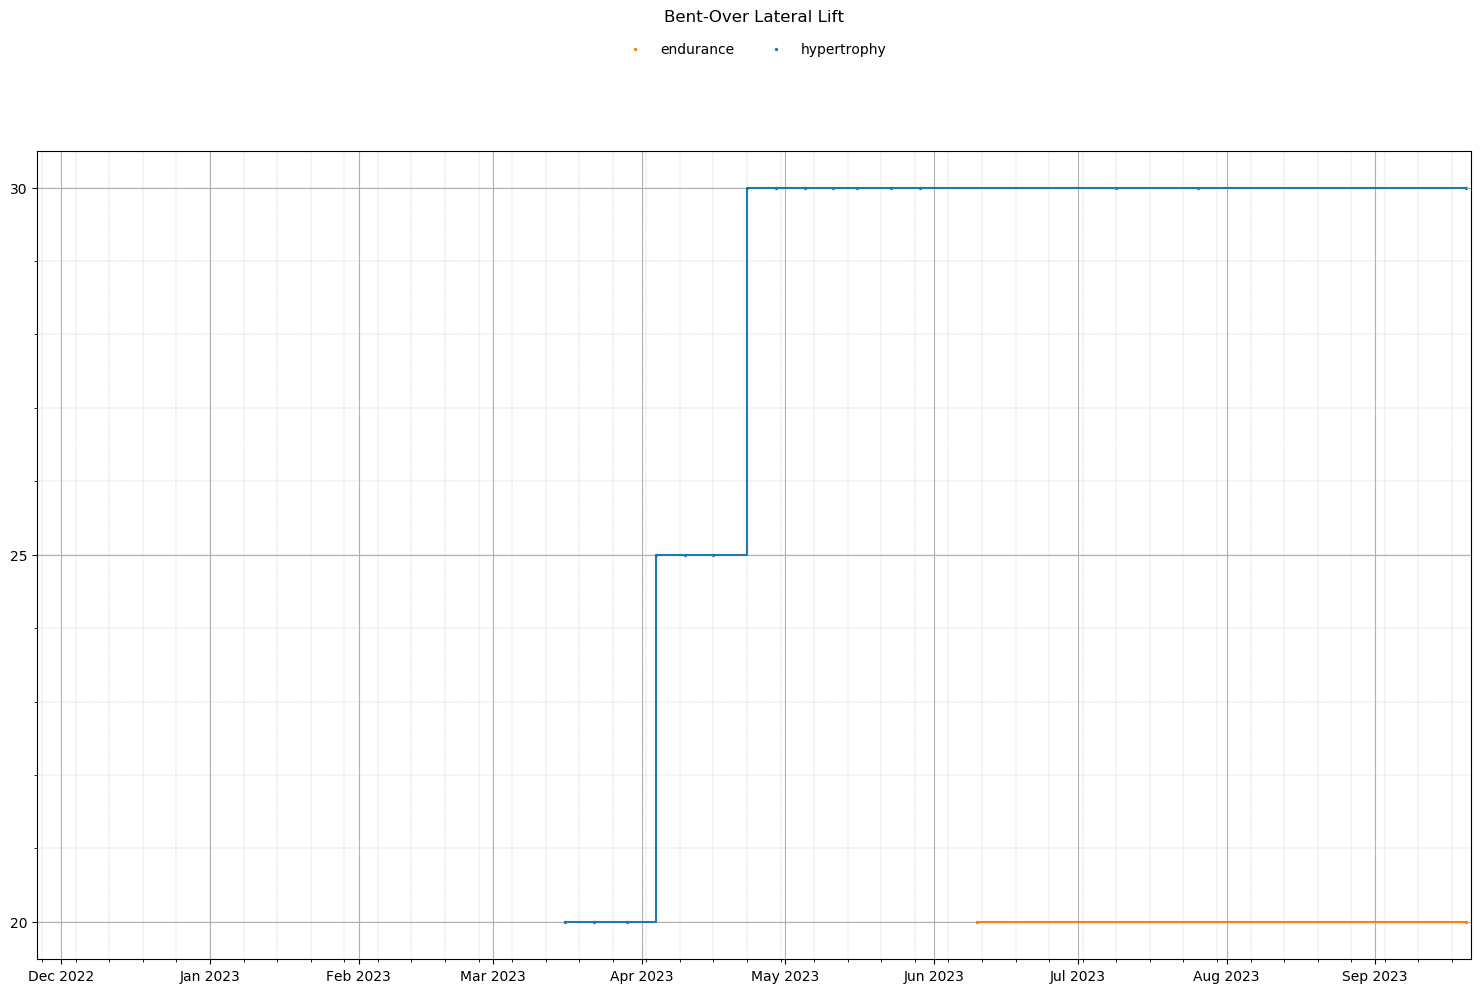 Bent-Over Lateral Lift
endurance hypertrophy
30
25
20
Dec 2022 Jan 2023 Feb 2023 Mar 2023 Apr 2023 May 2023 Jun 2023 Jul 2023 Aug 2023 Sep 2023